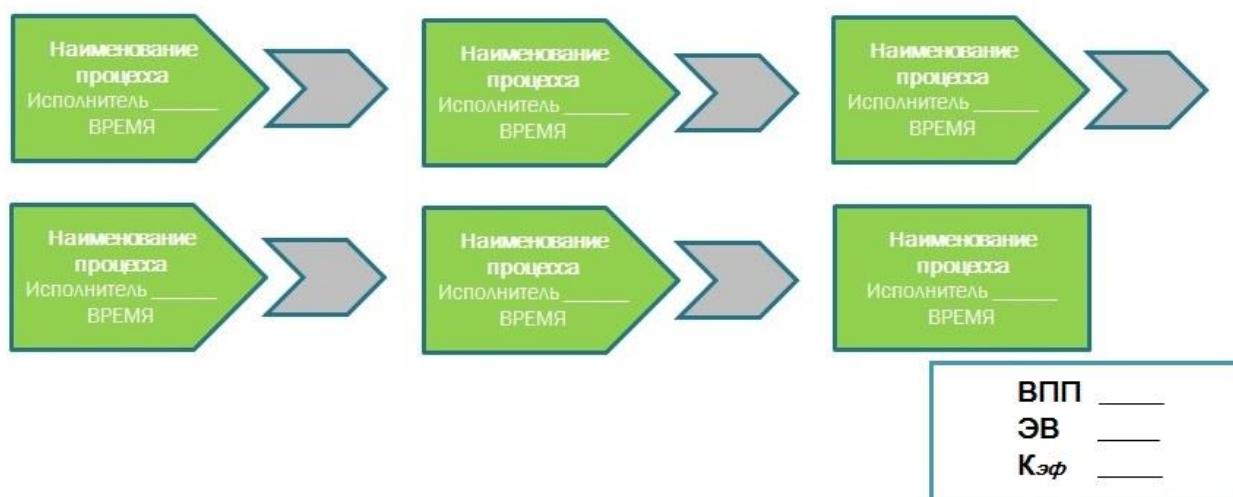 Наименование
процесса
Исполнитель ______
ВРЕМЯ
Наименование
процесса
Исполнитель ______
ВРЕМЯ
Наименование
процесса
Исполнитель ______
ВРЕМЯ
Наименование
процесса
Исполнитель ______
ВРЕМЯ
Наименование
процесса
Исполнитель ______
ВРЕМЯ
Наименование
процесса
Исполнитель ______
ВРЕМЯ
ВПП ____
ЭВ ____
Кэф ____